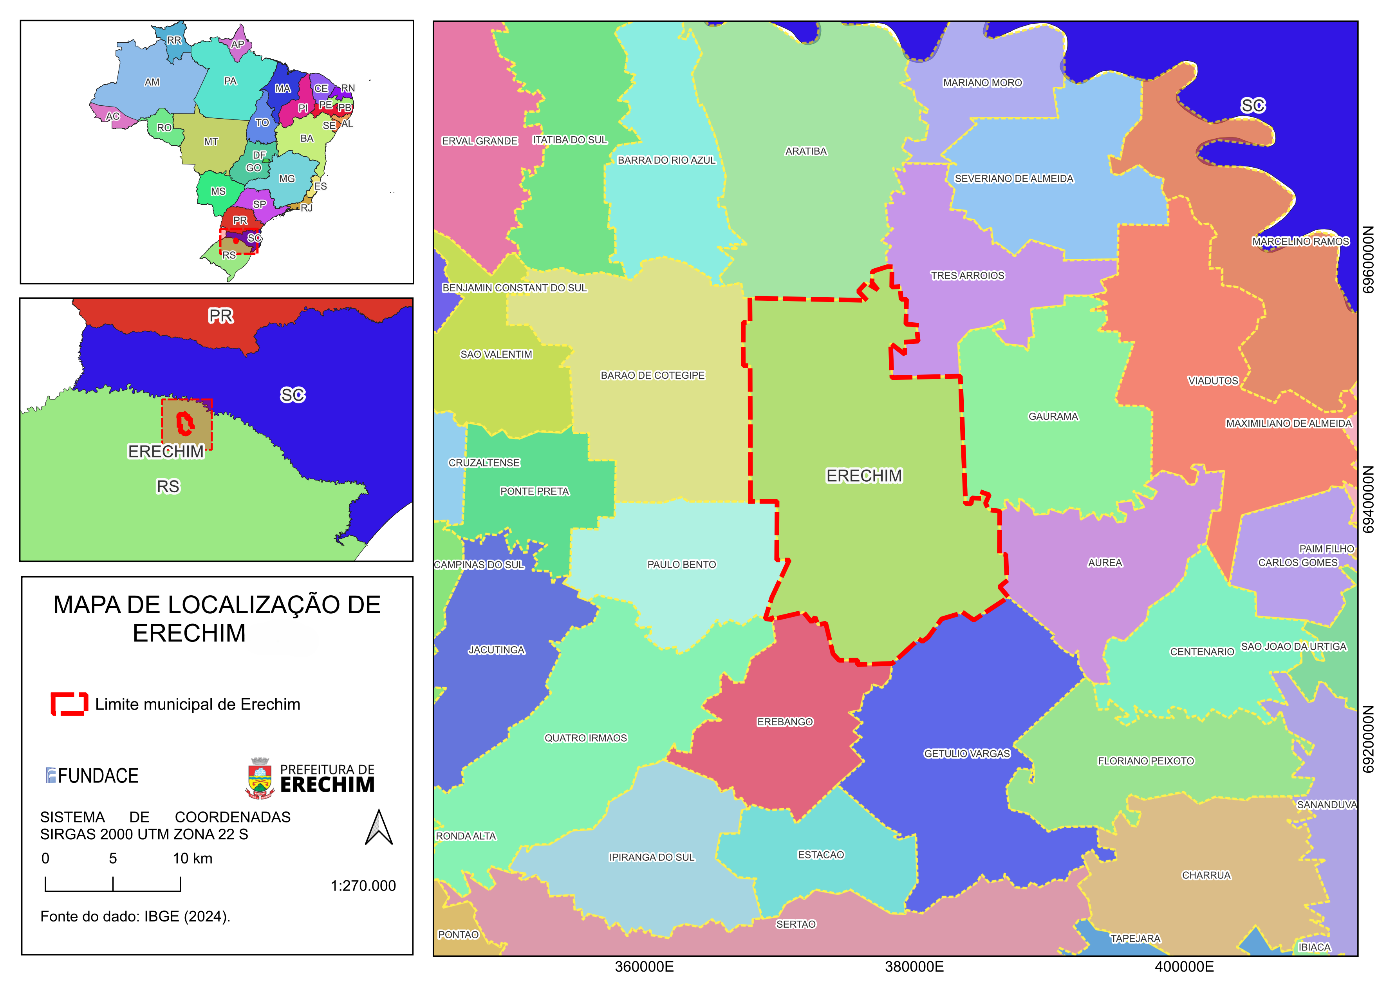 RR
AP
AM
PA
MA
CE
RN
PI
PE
PB
AC
RO
TO
SE
AL
MT
BA
DF
GO
MG
MS
ES
SP
RJ
PR
SC
RS
PR
SC
ERECHIM
RS
MAPA DE LOCALIZAÇÃO DE
ERECHIM
Limite municipal de Erechim
FUNDACE
PREFEITURA DE
ERECHIM
SISTEMA DE COORDENADAS
SIRGAS 2000 UTM ZONA 22 S
0 5 10 km
1:270.000
Fonte do dado: IBGE (2024).
MARIANO MORO
SC
ERVAL GRANDE
ITATIBA DO SUL
BARRA DO RIO AZUL
ARATIBA
SEVERIANO DE ALMEIDA
MARCELINO RAMOS
TRES ARROIOS
BENJAMIN CONSTANT DO SUL
SAO VALENTIM
BARAO DE COTEGIPE
VIADUTOS
GAURAMA
MAXIMILIANO DE ALMEIDA
CRUZALTENSE
ERECHIM
PONTE PRETA
PAIM FILHO
CAMPINAS DO SUL
PAULO BENTO
AUREA
CARLOS GOMES
JACUTINGA
CENTENARIO
SAO JOAO DA URTIGA
EREBANGO
QUATRO IRMAOS
GETULIO VARGAS
FLORIANO PEIXOTO
SANANDUVA
RONDA ALTA
IPIRANGA DO SUL
ESTACAO
CHARRUA
SERTAO
PONTAO
TAPEJARA
IBIACA
6960000N
6940000N
6920000N
360000E
380000E
400000E